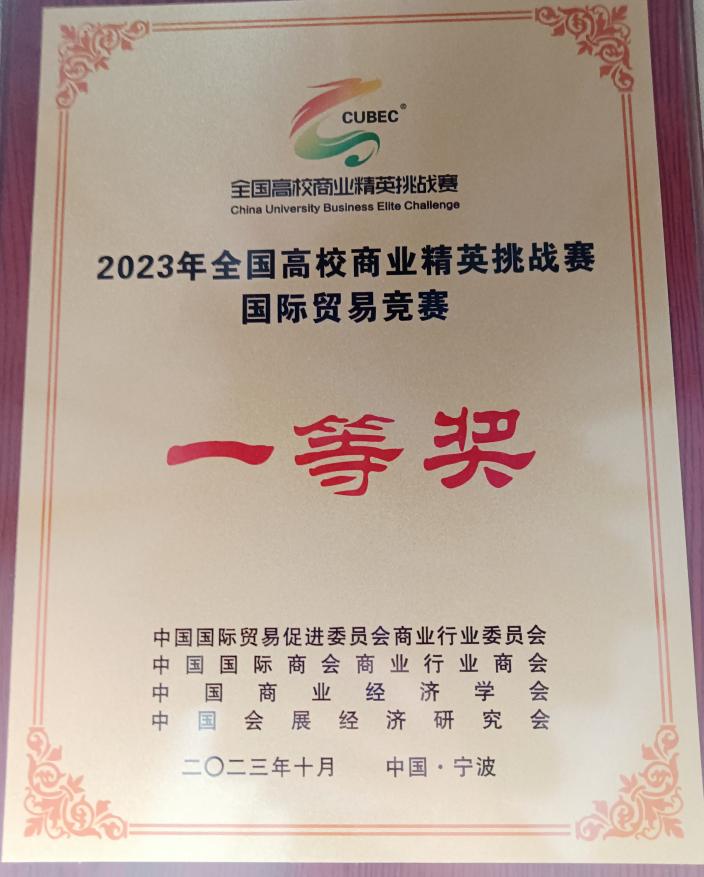 CUBEC®
全国高校商业精英挑战赛
China University Business Elite Challenge
2023年全国高校商业精英挑战赛
国际贸易竞赛
一等奖
中国国际贸易促进委员会商业行业委员会
中国国际商会商业行业商会
中国商业经济学会
中国会展经济研究会
二〇二三年十月 中国·宁波